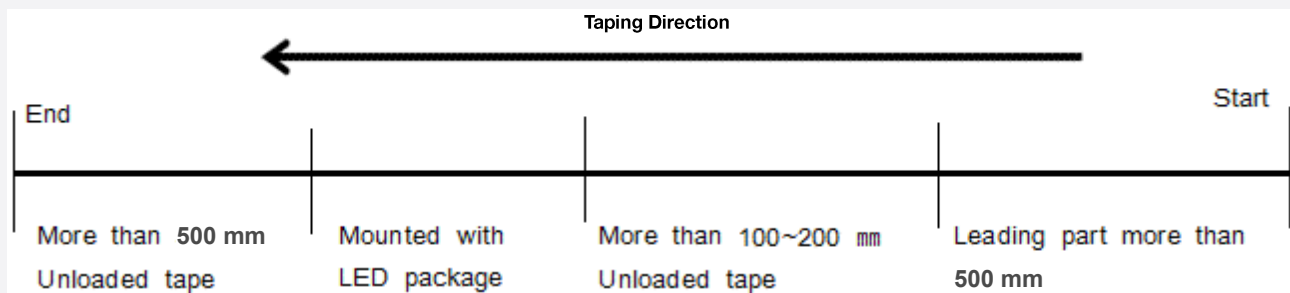 Taping Direction
End
Start
More than 500 mm
Unloaded tape
Mounted with
LED package
More than 100~200 ㎜
Unloaded tape
Leading part more than
500 mm